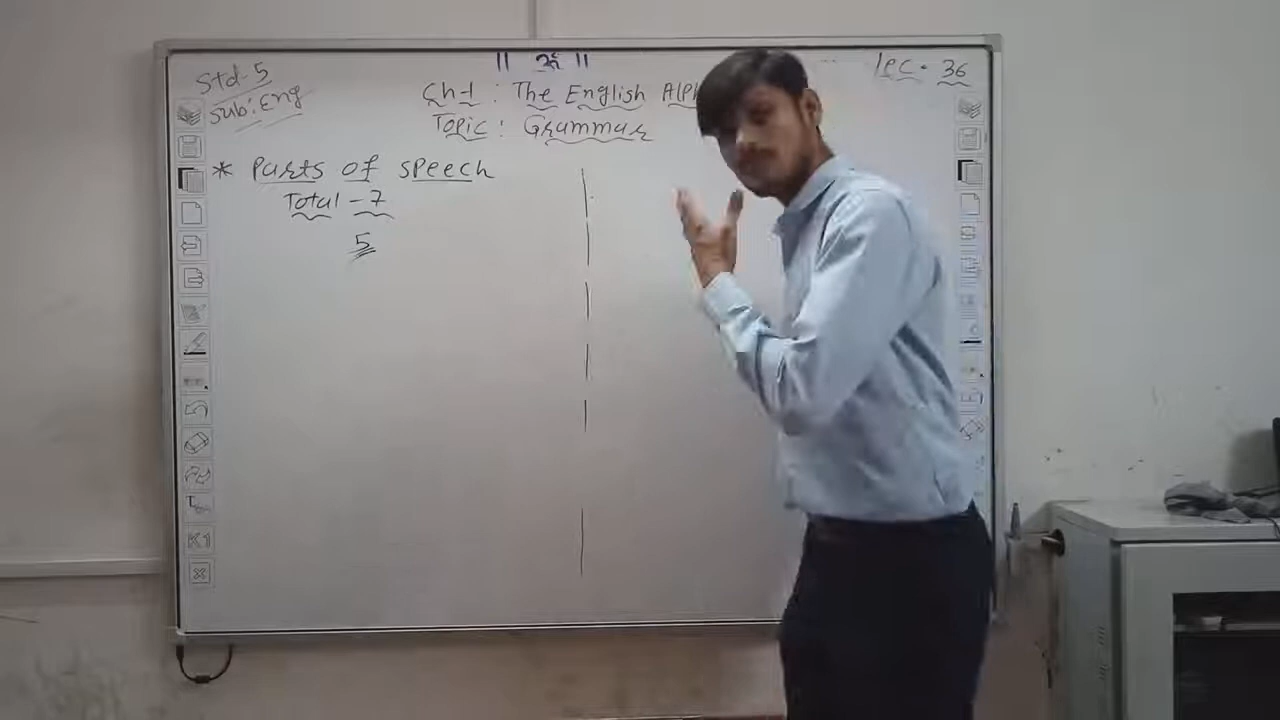 ॥ ૐ ॥
Std-5
Sub: Eng
Lec. 36
Ch-1 : The English Alph
Topic : Grammar
* Parts of speech
Total - 7
5
K1